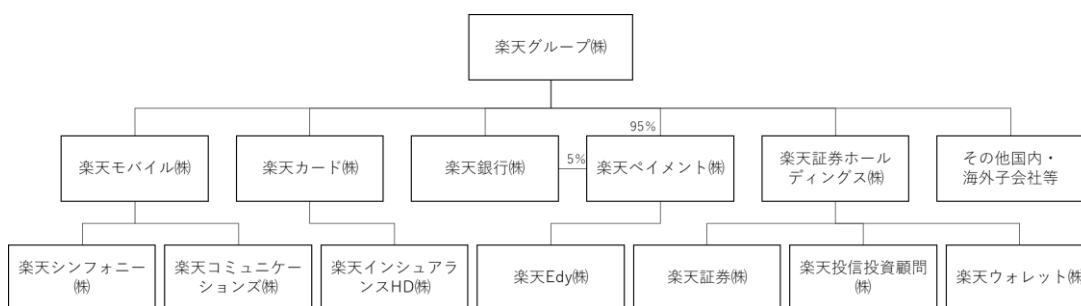 楽天グループ㈱
95%
楽天モバイル㈱
楽天カード㈱
楽天銀行㈱
5%
楽天ペイメント㈱
楽天証券ホール
ディングス㈱
その他国内・
海外子会社等
楽天シンフォニー
㈱
楽天コミュニケー
ションズ㈱
楽天インシュアラ
ンスHD㈱
楽天Edy㈱
楽天証券㈱
楽天投信投資顧問
㈱
楽天ウォレット㈱